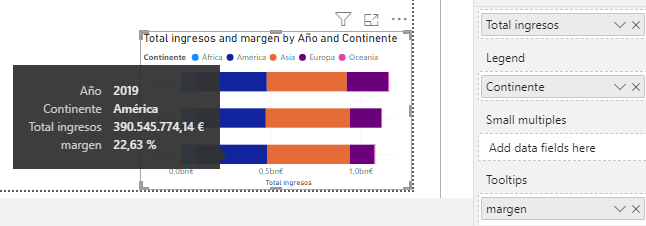 Total ingresos and margen by Año and Continente
Continente África América Asia Europa Oceanía
Año 2019
Continente América
Total ingresos 390.545.774,14 €
margen 22,63 %
0,0bn€ 0,5bn€ 1,0bn€
Total ingresos
Total ingresos
Legend
Continente
Small multiples
Add data fields here
Tooltips
margen